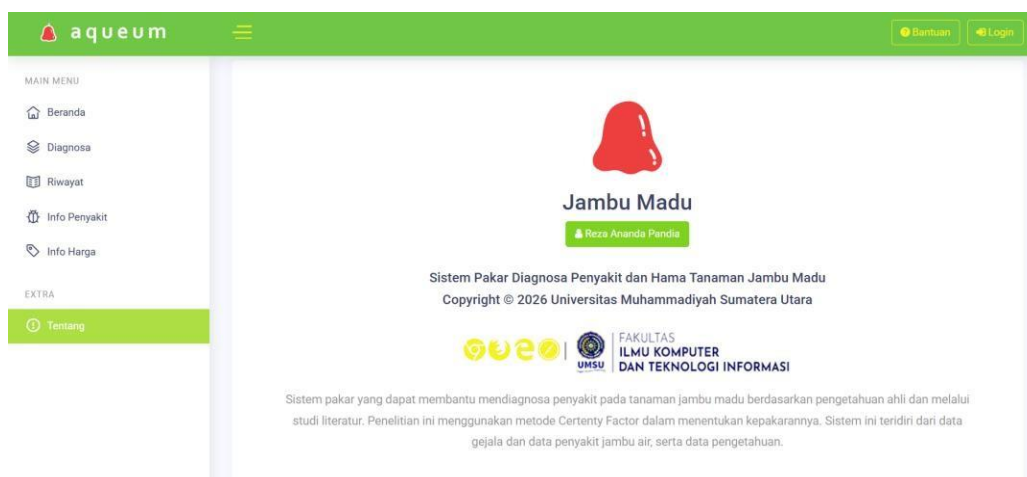 aqueum
Bantuan
Login
MAIN MENU
Beranda
Diagnosa
Riwayat
Info Penyakit
Info Harga
EXTRA
Tentang
Jambu Madu
Reza Ananda Pandia
Sistem Pakar Diagnosa Penyakit dan Hama Tanaman Jambu Madu
Copyright © 2026 Universitas Muhammadiyah Sumatera Utara
UMSU
FAKULTAS
ILMU KOMPUTER
DAN TEKNOLOGI INFORMASI
Sistem pakar yang dapat membantu mendiagnosa penyakit pada tanaman jambu madu berdasarkan pengetahuan ahli dan melalui
studi literatur. Penelitian ini menggunakan metode Certenty Factor dalam menentukan kepakarannya. Sistem ini teridiri dari data
gejala dan data penyakit jambu air, serta data pengetahuan.